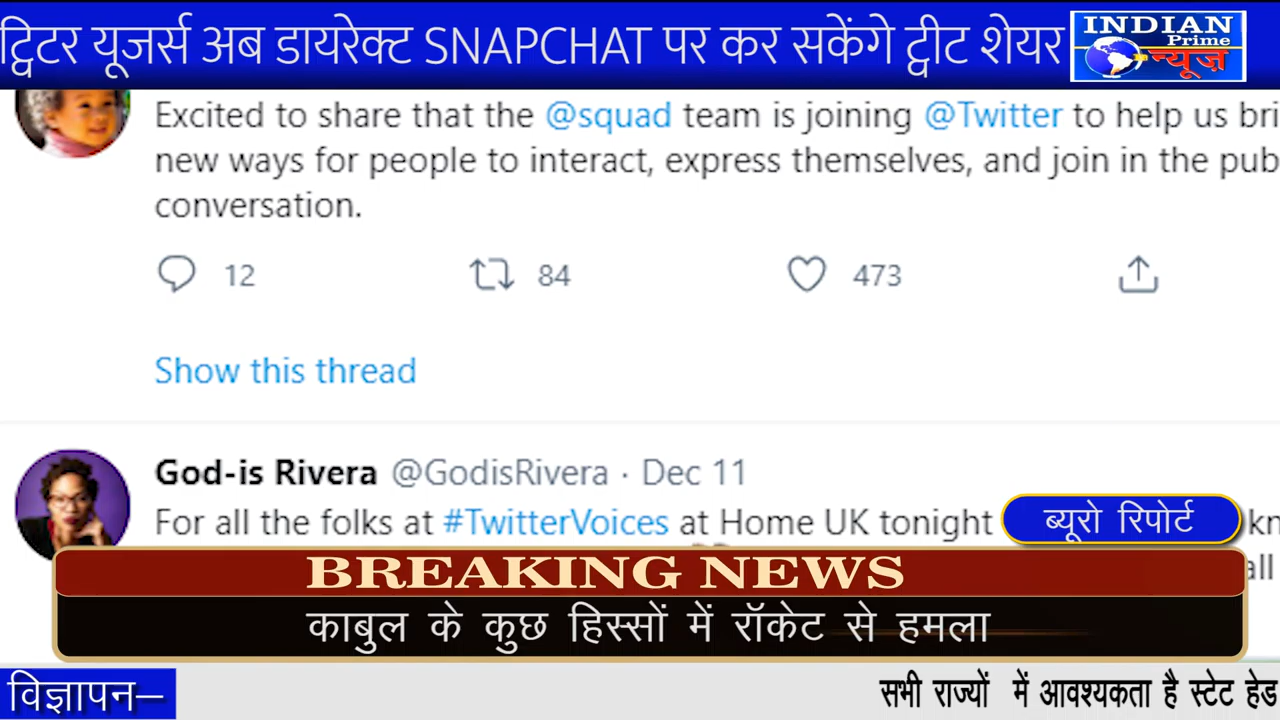 ट्विटर यूजर्स अब डायरेक्ट SNAPCHAT पर कर सकेंगे ट्वीट शेयर
INDIAN
Prime
न्यूज़
Excited to share that the @squad team is joining @Twitter to help us bri
new ways for people to interact, express themselves, and join in the pub
conversation.
12 84 473
Show this thread
God-is Rivera @GodisRivera · Dec 11
For all the folks at #TwitterVoices at Home UK tonight
ब्यूरो रिपोर्ट
BREAKING NEWS
काबुल के कुछ हिस्सों में रॉकेट से हमला
विज्ञापन–
सभी राज्यों में आवश्यकता है स्टेट हेड